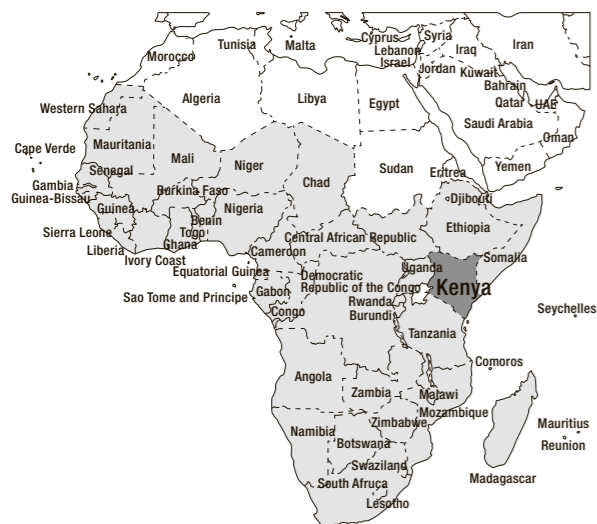 Cyprus
Syria
Tunisia
Malta
Lebanon
Iraq
Iran
Morocco
Israel
Jordan
Kuwait
Bahrain
Algeria
Libya
Egypt
Qatar
UAE
Western Sahara
Saudi Arabia
Oman
Mauritania
Cape Verde
Mali
Niger
Sudan
Yemen
Senegal
Eritrea
Chad
Gambia
Burkina Faso
Djibouti
Guinea-Bissau
Guinea
Benin
Nigeria
Ethiopia
Sierra Leone
Togo
Central African Republic
Liberia
Ghana
Ivory Coast
Cameroon
Somalia
Equatorial Guinea
Democratic
Republic of the Congo
Uganda
Kenya
Sao Tome and Principe
Gabon
Rwanda
Congo
Burundi
Seychelles
Tanzania
Comoros
Angola
Zambia
Malawi
Mozambique
Zimbabwe
Mauritius
Namibia
Botswana
Reunion
Swaziland
Madagascar
South Afruca
Lesotho